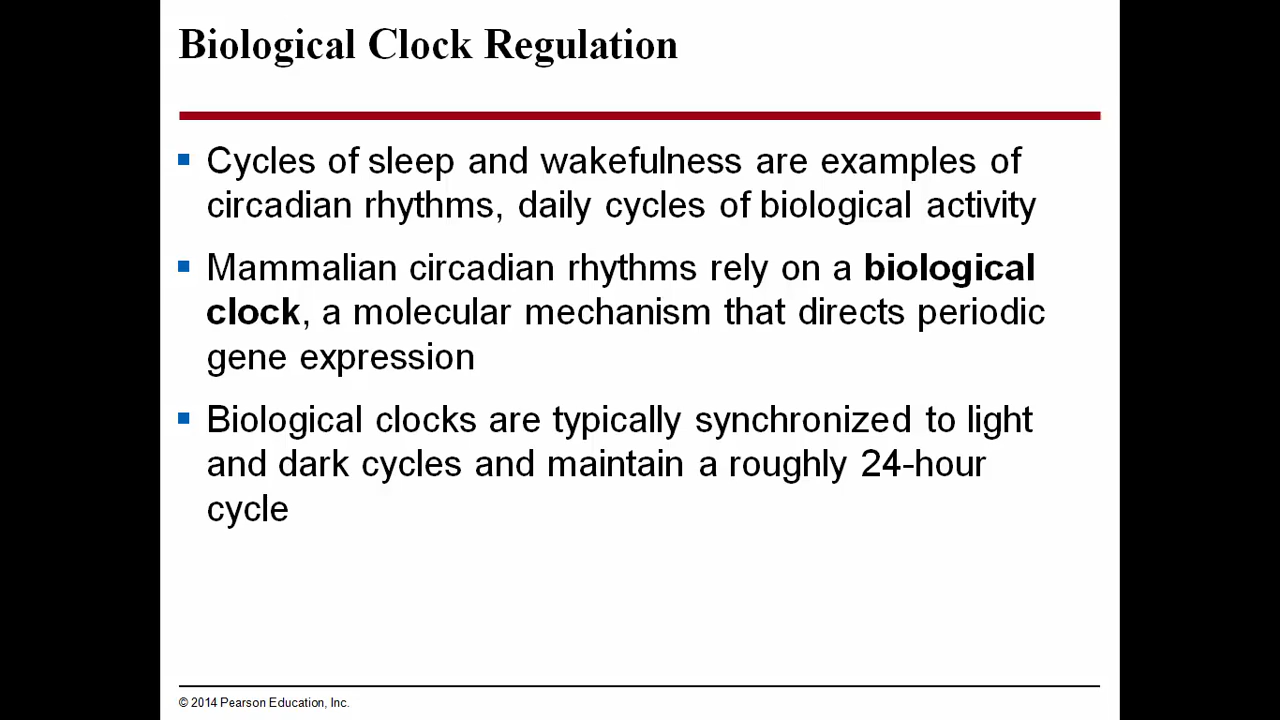 Biological Clock Regulation
Cycles of sleep and wakefulness are examples of
circadian rhythms, daily cycles of biological activity
Mammalian circadian rhythms rely on a biological
clock, a molecular mechanism that directs periodic
gene expression
Biological clocks are typically synchronized to light
and dark cycles and maintain a roughly 24-hour
cycle
© 2014 Pearson Education, Inc.